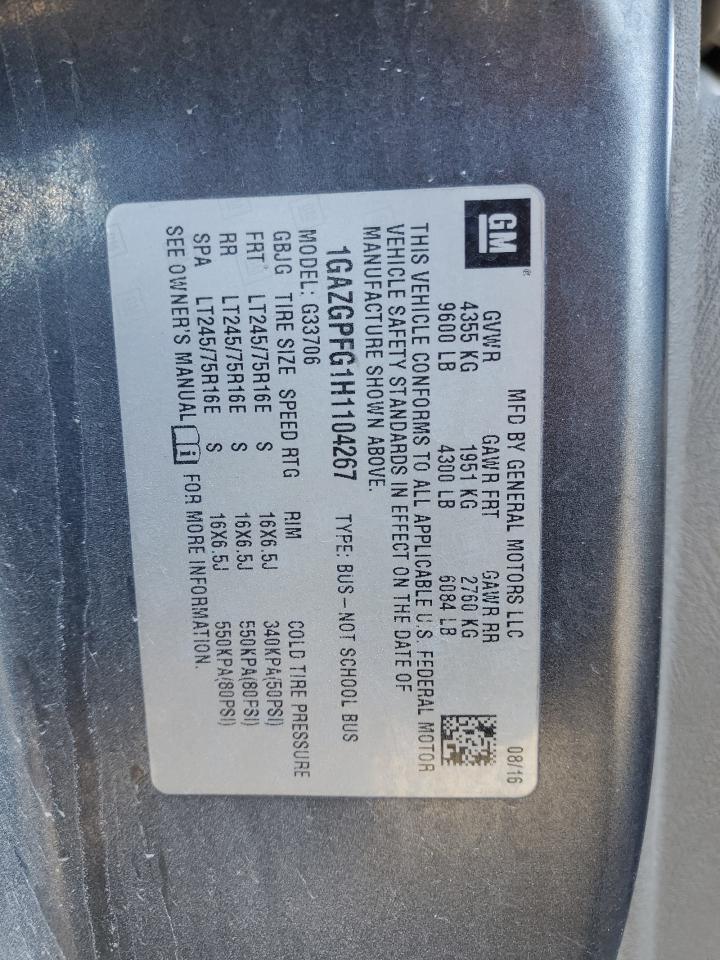 GM®
MFD BY GENERAL MOTORS LLC 08/16
GVWR GAWR FRT GAWR RR
4355 KG 1951 KG 2760 KG
9600 LB 4300 LB 6084 LB
THIS VEHICLE CONFORMS TO ALL APPLICABLE U.S. FEDERAL MOTOR
VEHICLE SAFETY STANDARDS IN EFFECT ON THE DATE OF
MANUFACTURE SHOWN ABOVE.
1GAZGPFG1H1104267 TYPE: BUS-NOT SCHOOL BUS
MODEL: G33706
GBJG TIRE SIZE SPEED RTG RIM COLD TIRE PRESSURE
FRT LT245/75R16E S 16X6.5J 340KPA(50PSI)
RR LT245/75R16E S 16X6.5J 550KPA(80PSI)
SPA LT245/75R16E S 16X6.5J 550KPA(80PSI)
SEE OWNER'S MANUAL i FOR MORE INFORMATION.